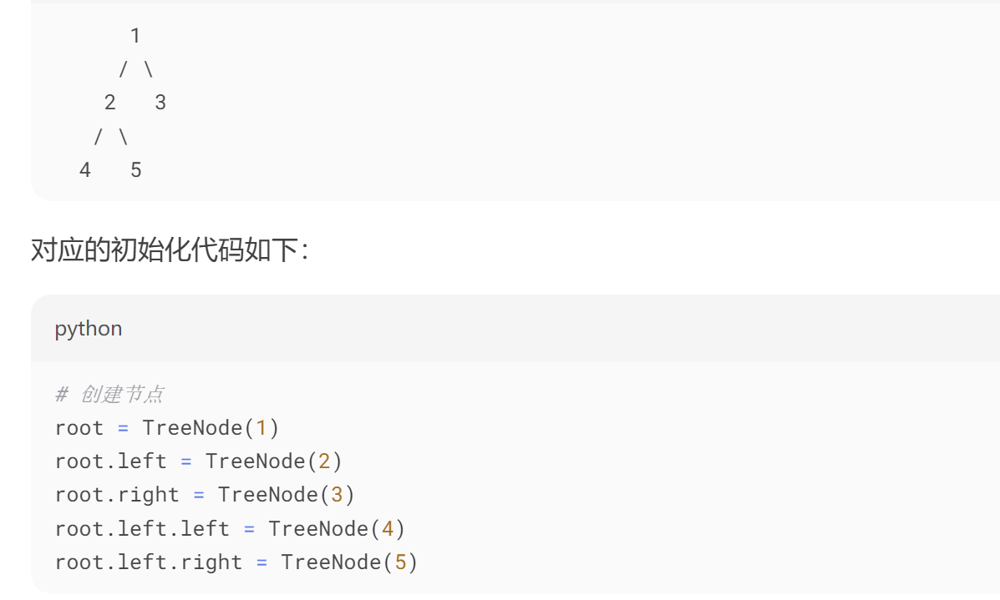 1
/ \
2 3
/ \
4 5
对应的初始化代码如下：
python
# 创建节点
root = TreeNode(1)
root.left = TreeNode(2)
root.right = TreeNode(3)
root.left.left = TreeNode(4)
root.left.right = TreeNode(5)